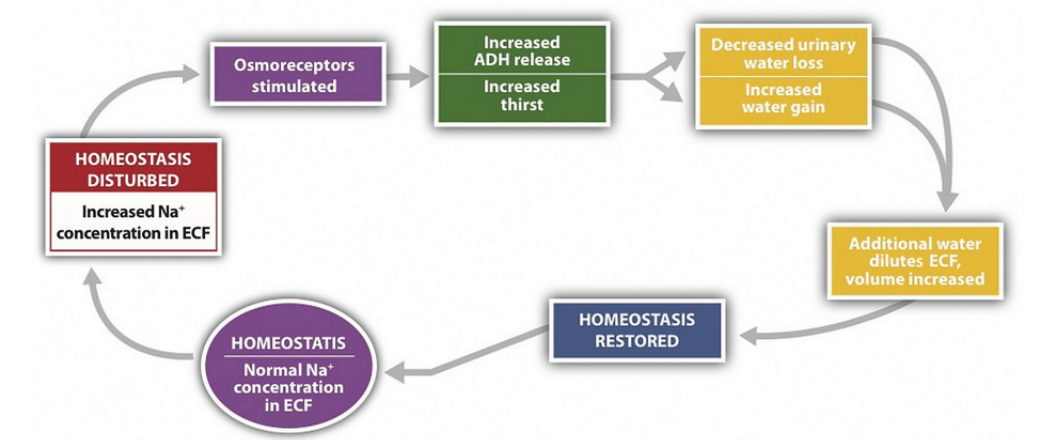 Osmoreceptors
stimulated
Increased
ADH release
Increased
thirst
Decreased urinary
water loss
Increased
water gain
HOMEOSTASIS
DISTURBED
Increased Na⁺
concentration in ECF
Additional water
dilutes ECF,
volume increased
HOMEOSTASIS
RESTORED
HOMEOSTATIS
Normal Na⁺
concentration
in ECF